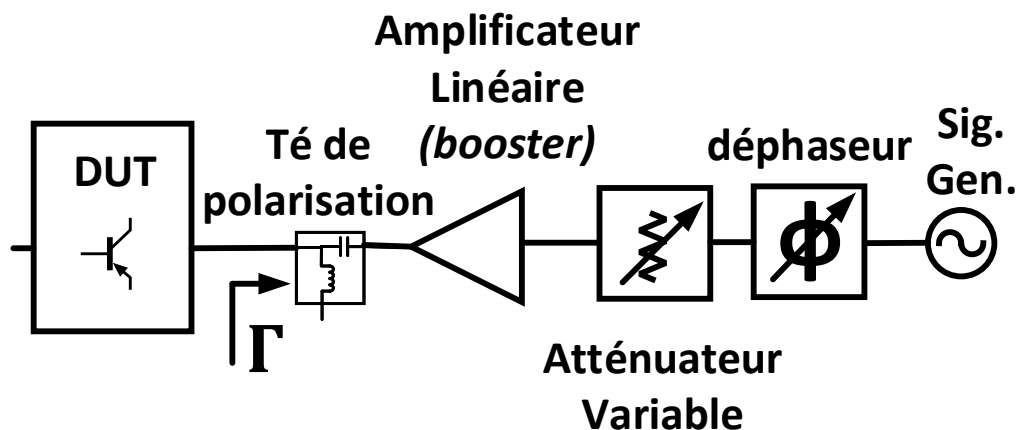 Amplificateur
Linéaire
(booster)
Té de
polarisation
DUT
déphaseur
Sig.
Gen.
Φ
Γ
Atténuateur
Variable